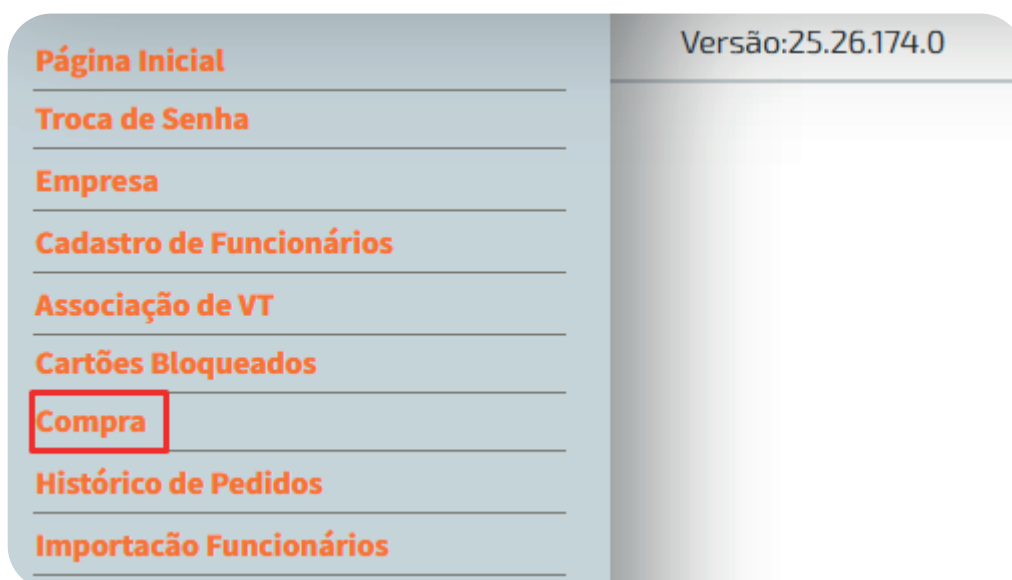 Página Inicial
Versão:25.26.174.0
Troca de Senha
Empresa
Cadastro de Funcionários
Associação de VT
Cartões Bloqueados
Compra
Histórico de Pedidos
Importacão Funcionários